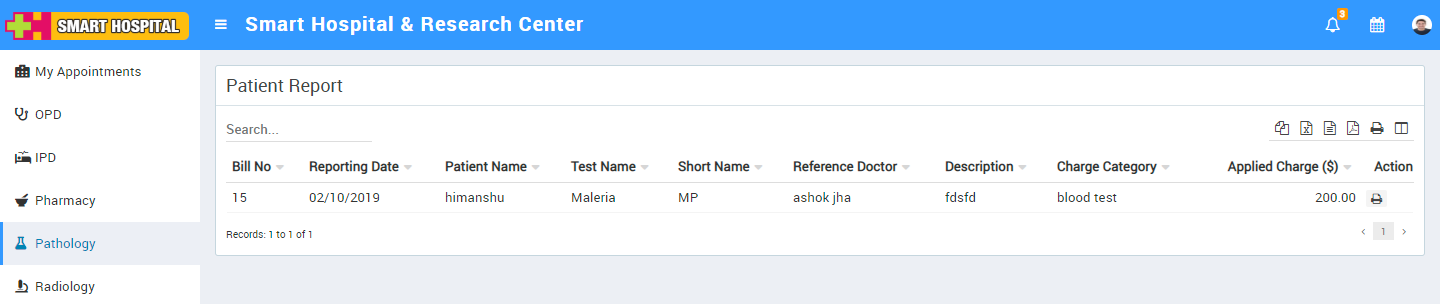 SMART HOSPITAL
Smart Hospital & Research Center
3
My Appointments
OPD
IPD
Pharmacy
Pathology
Radiology
Patient Report
Search...
Bill No Reporting Date Patient Name Test Name Short Name Reference Doctor Description Charge Category Applied Charge ($) Action
15 02/10/2019 himanshu Maleria MP ashok jha fdsfd blood test 200.00
Records: 1 to 1 of 1
1